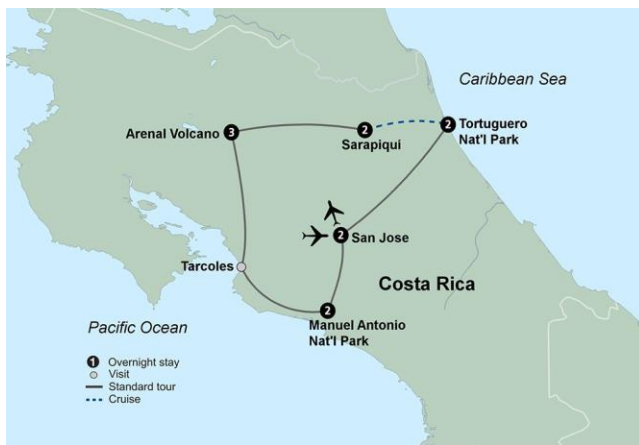 Caribbean Sea
Arenal Volcano
3
2
Sarapiqui
2
Tortuguero
Nat'l Park
2
San Jose
Tarcoles
Costa Rica
2
Manuel Antonio
Nat'l Park
Pacific Ocean
1 Overnight stay
Visit
Standard tour
Cruise